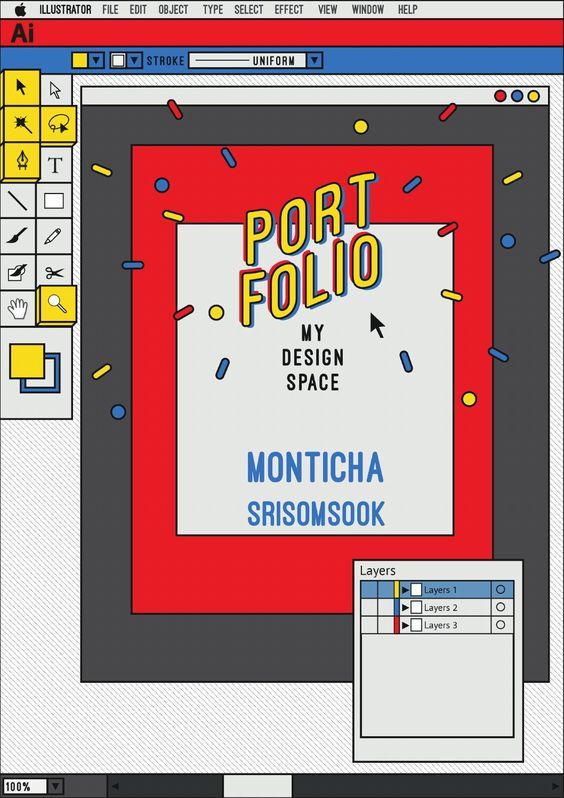 ILLUSTRATOR FILE EDIT OBJECT TYPE SELECT EFFECT VIEW WINDOW HELP
Ai
STROKE UNIFORM
T
PORT
FOLIO
MY
DESIGN
SPACE
MONTICHA
SRISOMSOOK
Layers
Layers 1
Layers 2
Layers 3
100%